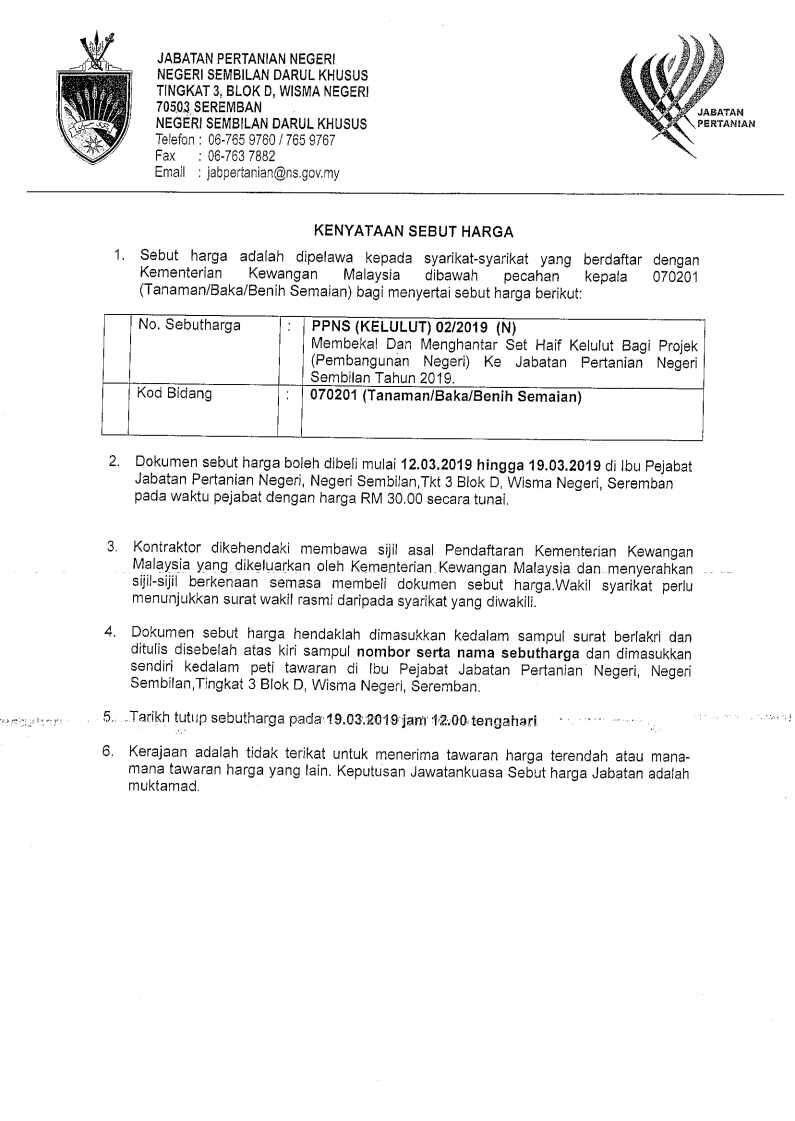 JABATAN PERTANIAN NEGERI
NEGERI SEMBILAN DARUL KHUSUS
TINGKAT 3, BLOK D, WISMA NEGERI
70503 SEREMBAN
NEGERI SEMBILAN DARUL KHUSUS
Telefon : 06-765 9760 / 765 9767
Fax : 06-763 7882
Email : jabpertanian@ns.gov.my
JABATAN
PERTANIAN
KENYATAAN SEBUT HARGA
1. Sebut harga adalah dipelawa kepada syarikat-syarikat yang berdaftar dengan
Kementerian Kewangan Malaysia dibawah pecahan kepala 070201
(Tanaman/Baka/Benih Semaian) bagi menyertai sebut harga berikut:
No. Sebutharga : PPNS (KELULUT) 02/2019 (N)
Membekal Dan Menghantar Set Haif Kelulut Bagi Projek
(Pembangunan Negeri) Ke Jabatan Pertanian Negeri
Sembilan Tahun 2019.
Kod Bidang : 070201 (Tanaman/Baka/Benih Semaian)
2. Dokumen sebut harga boleh dibeli mulai 12.03.2019 hingga 19.03.2019 di Ibu Pejabat
Jabatan Pertanian Negeri, Negeri Sembilan,Tkt 3 Blok D, Wisma Negeri, Seremban
pada waktu pejabat dengan harga RM 30.00 secara tunai.
3. Kontraktor dikehendaki membawa sijil asal Pendaftaran Kementerian Kewangan
Malaysia yang dikeluarkan oleh Kementerian Kewangan Malaysia dan menyerahkan
sijil-sijil berkenaan semasa membeli dokumen sebut harga.Wakil syarikat perlu
menunjukkan surat wakil rasmi daripada syarikat yang diwakili.
4. Dokumen sebut harga hendaklah dimasukkan kedalam sampul surat berlakri dan
ditulis disebelah atas kiri sampul nombor serta nama sebutharga dan dimasukkan
sendiri kedalam peti tawaran di Ibu Pejabat Jabatan Pertanian Negeri, Negeri
Sembilan,Tingkat 3 Blok D, Wisma Negeri, Seremban.
5. Tarikh tutup sebutharga pada 19.03.2019 jam 12.00 tengahari
6. Kerajaan adalah tidak terikat untuk menerima tawaran harga terendah atau mana-
mana tawaran harga yang lain. Keputusan Jawatankuasa Sebut harga Jabatan adalah
muktamad.